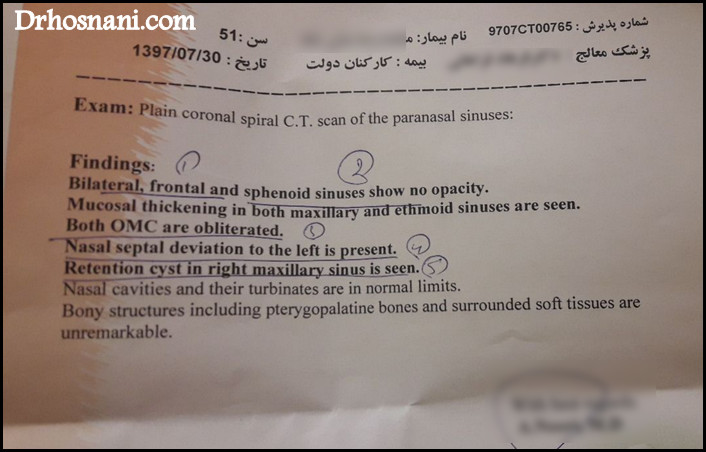 Drhosnani.com
شماره پذیرش : 9707CT00765 نام بیمار: م سن : 51
پزشک معالج بیمه : کارکنان دولت تاریخ : 1397/07/30
Exam: Plain coronal spiral C.T. scan of the paranasal sinuses:
Findings: 1 2
Bilateral, frontal and sphenoid sinuses show no opacity.
Mucosal thickening in both maxillary and ethmoid sinuses are seen.
Both OMC are obliterated. 3
Nasal septal deviation to the left is present. 4
Retention cyst in right maxillary sinus is seen. 5
Nasal cavities and their turbinates are in normal limits.
Bony structures including pterygopalatine bones and surrounded soft tissues are
unremarkable.